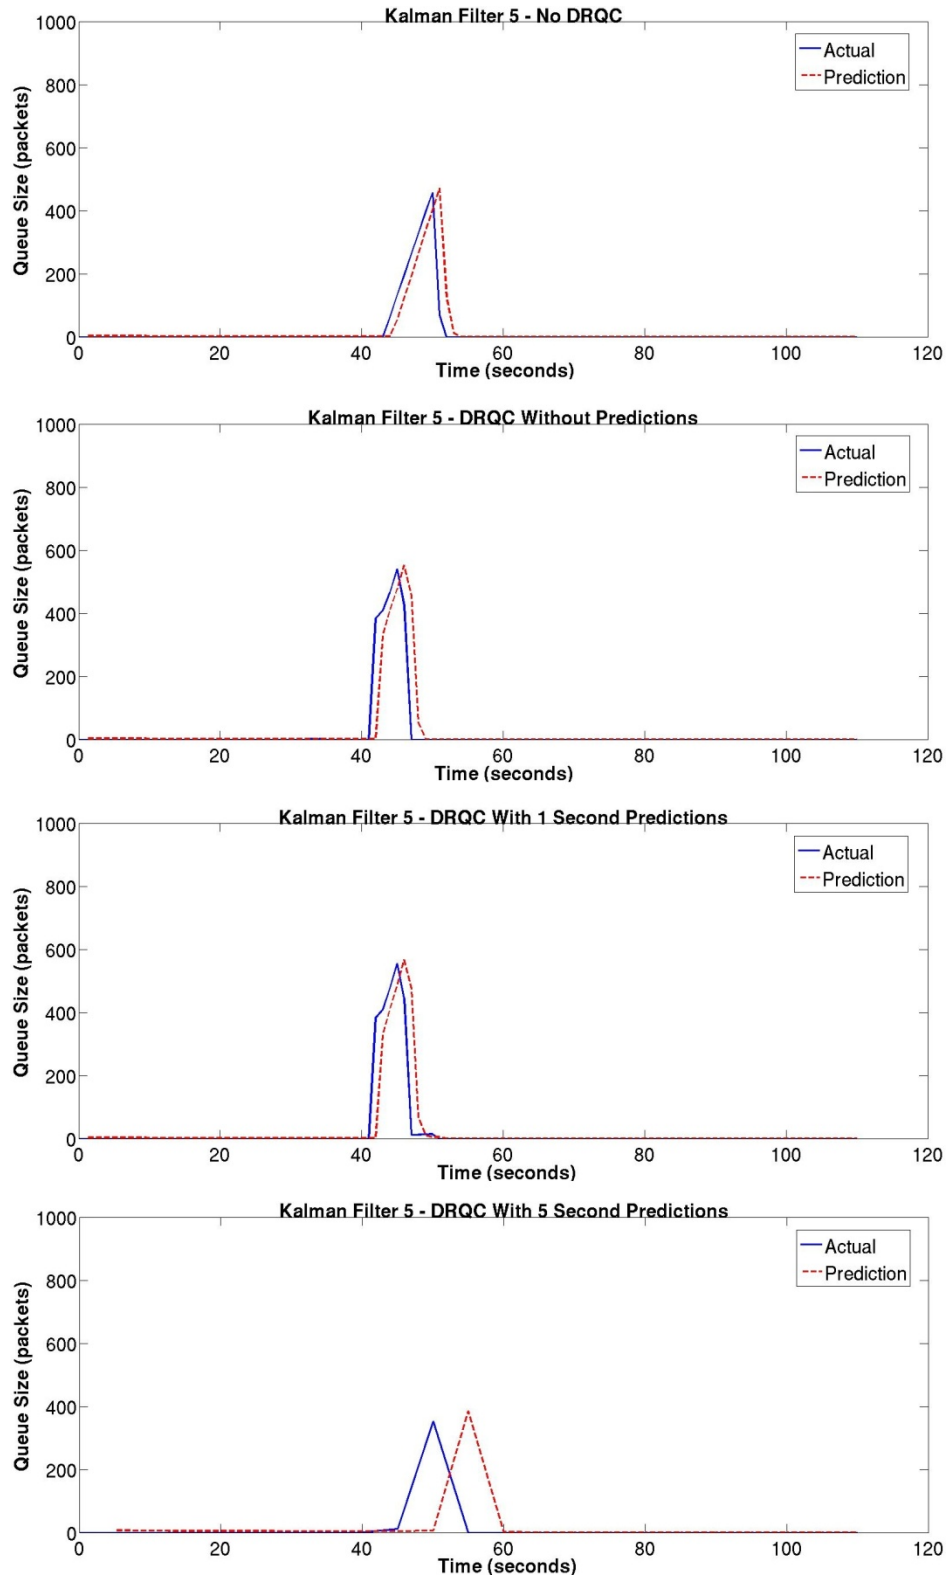 Kalman Filter 5 - No DRQC
1000
800
600
400
200
0
Queue Size (packets)
Actual
Prediction
0 20 40 60 80 100 120
Time (seconds)
Kalman Filter 5 - DRQC Without Predictions
1000
800
600
400
200
0
Queue Size (packets)
Actual
Prediction
0 20 40 60 80 100 120
Time (seconds)
Kalman Filter 5 - DRQC With 1 Second Predictions
1000
800
600
400
200
0
Queue Size (packets)
Actual
Prediction
0 20 40 60 80 100 120
Time (seconds)
Kalman Filter 5 - DRQC With 5 Second Predictions
1000
800
600
400
200
0
Queue Size (packets)
Actual
Prediction
0 20 40 60 80 100 120
Time (seconds)